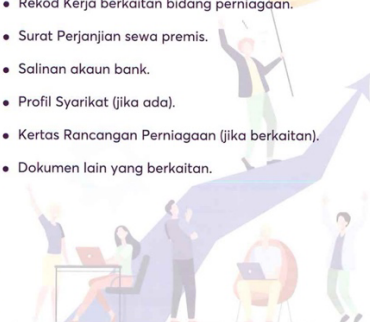 • Rekod Kerja berkaitan bidang perniagaan.
• Surat Perjanjian sewa premis.
• Salinan akaun bank.
• Profil Syarikat (jika ada).
• Kertas Rancangan Perniagaan (jika berkaitan).
• Dokumen lain yang berkaitan.